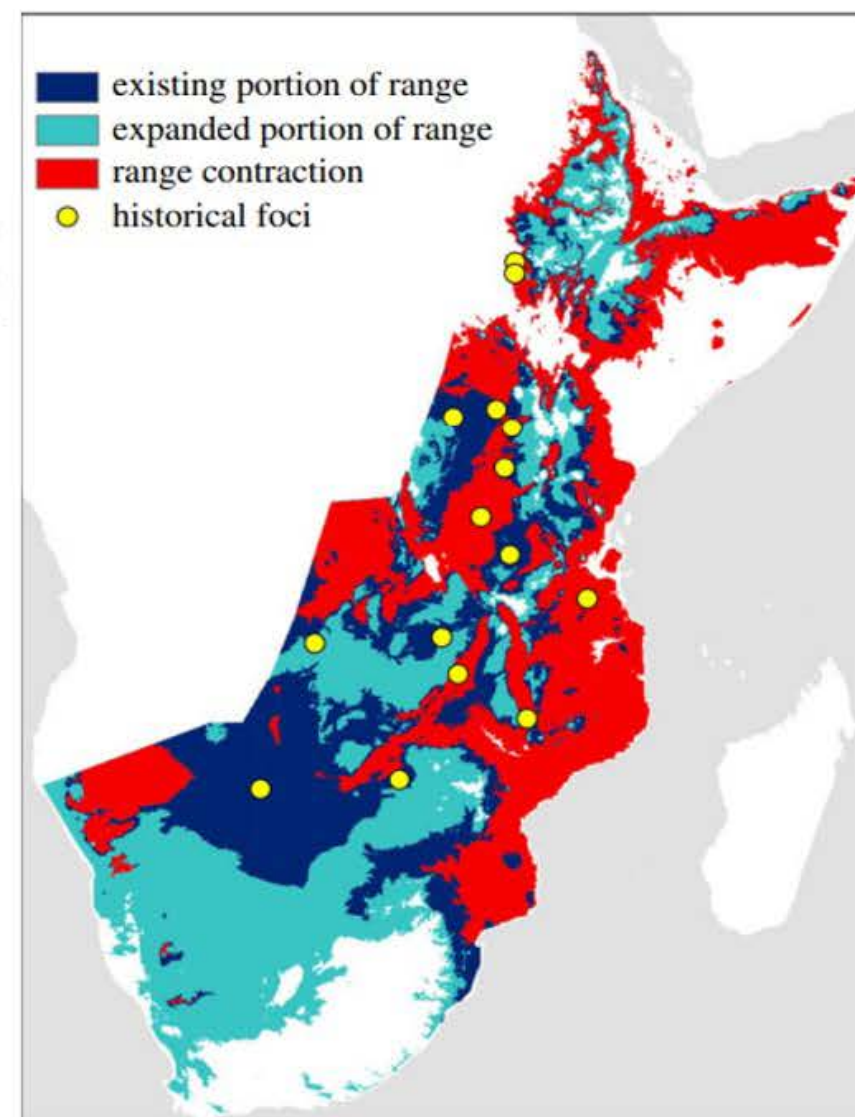 existing portion of range
expanded portion of range
range contraction
historical foci